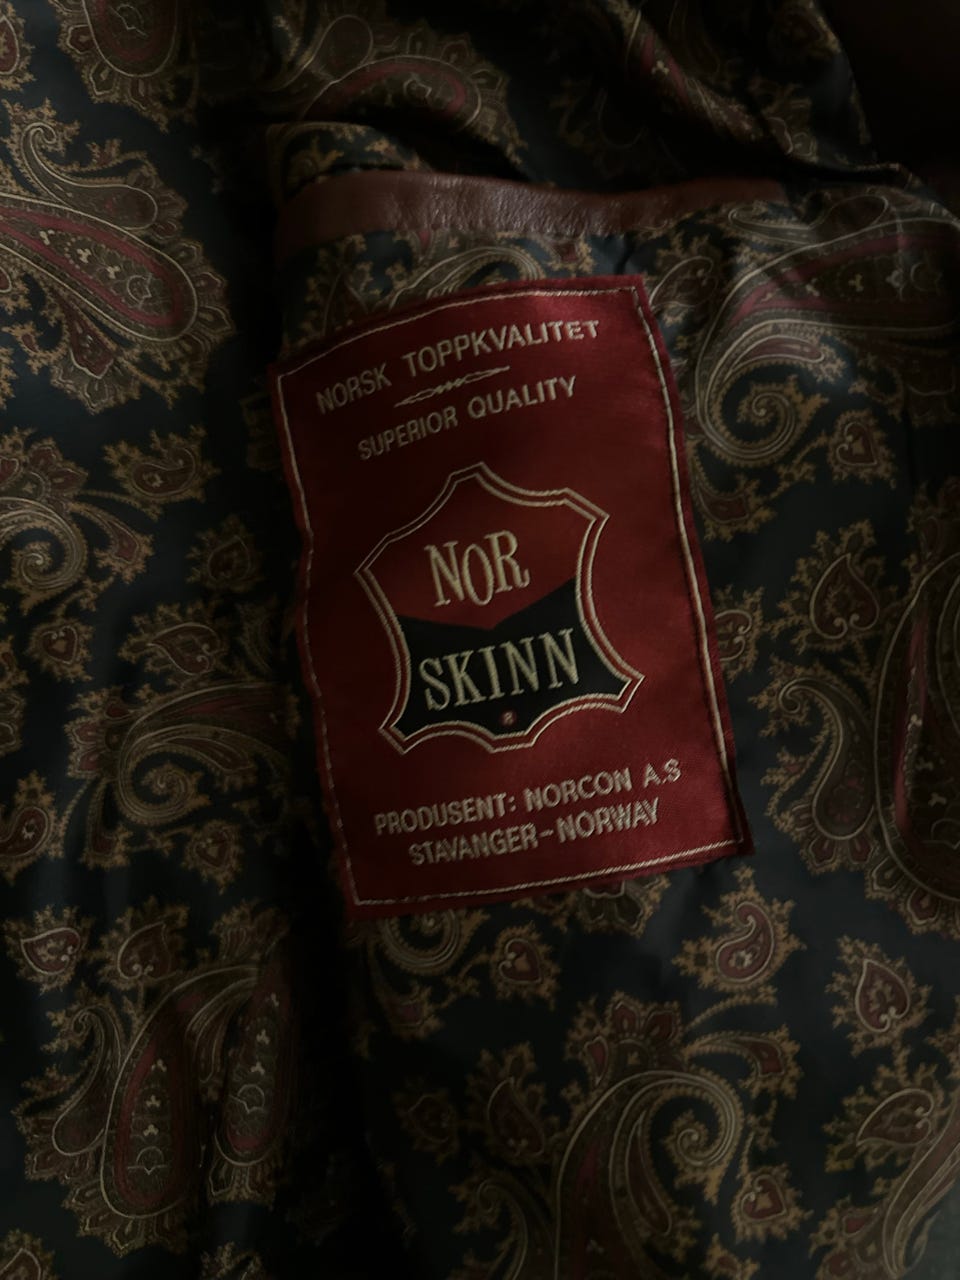 NORSK TOPPKVALITET
SUPERIOR QUALITY
NOR
SKINN
PRODUSENT: NORCON A.S
STAVANGER - NORWAY